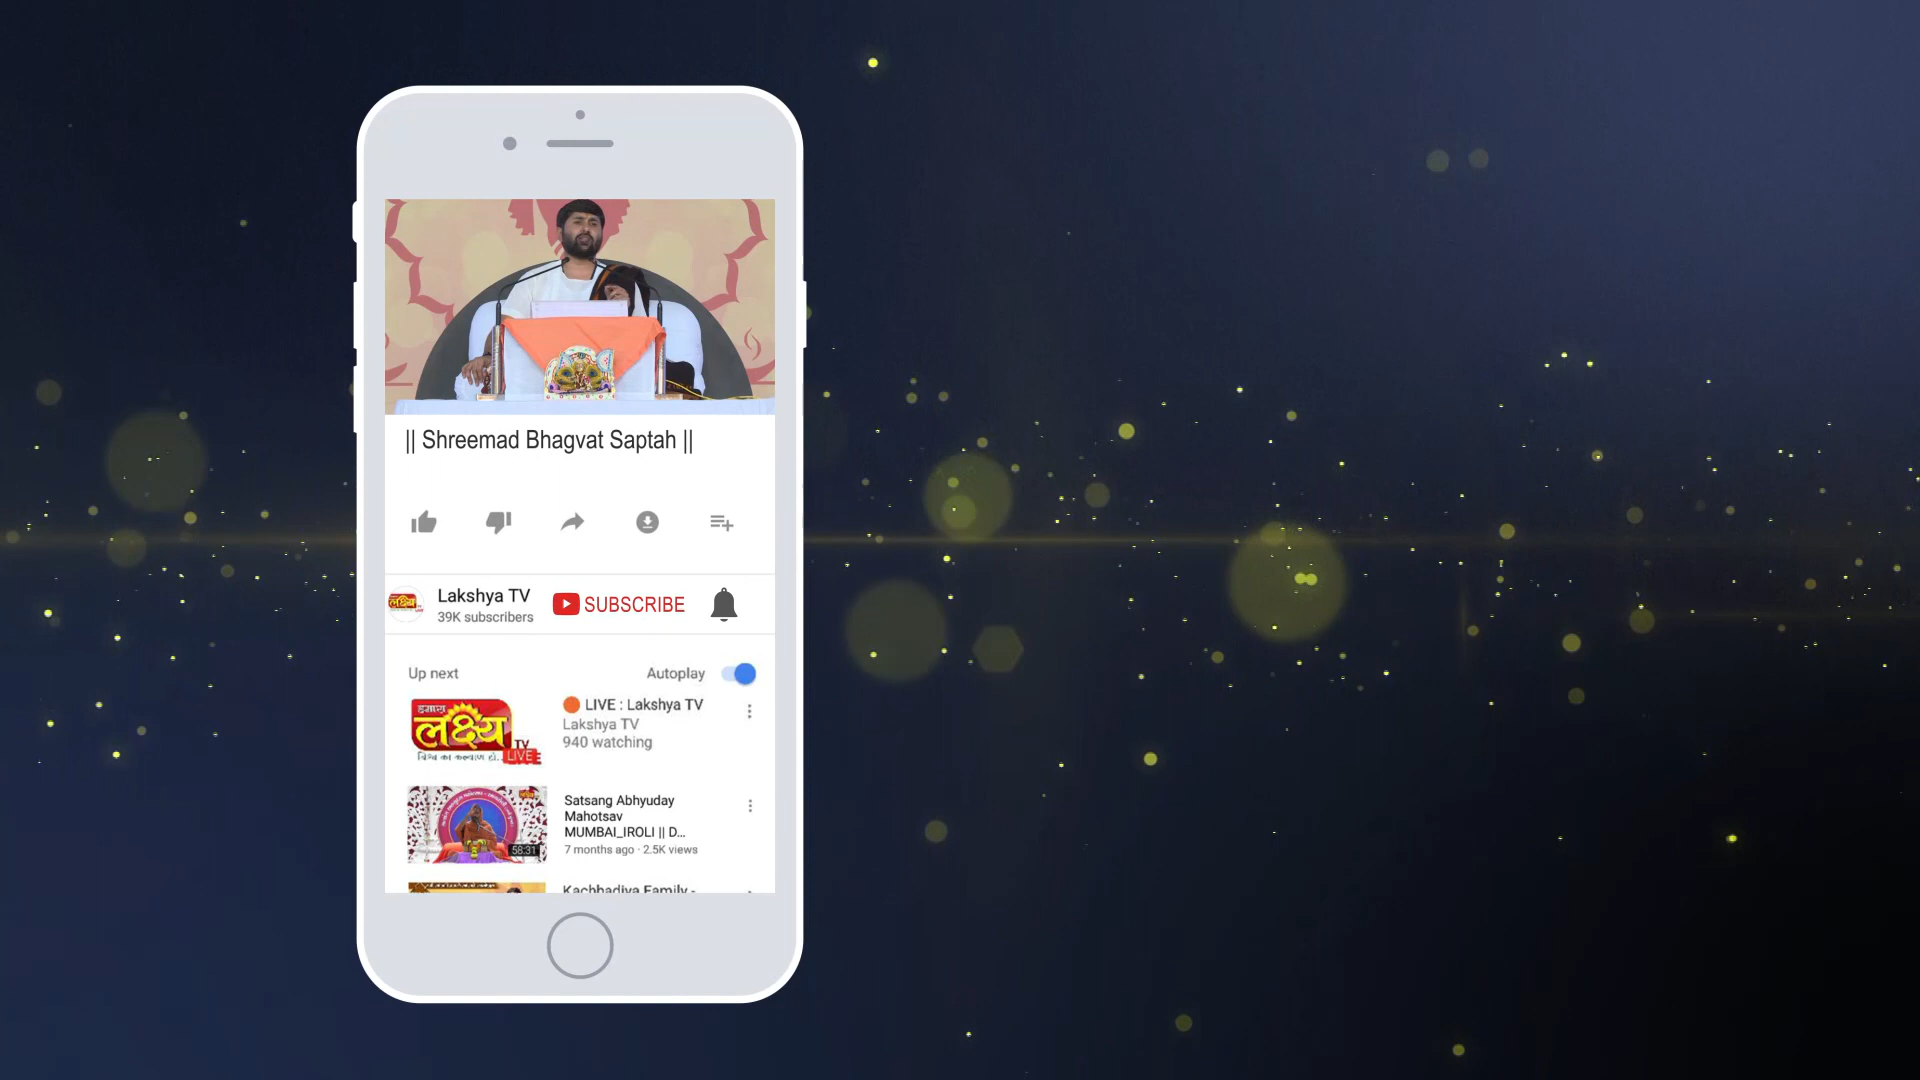 || Shreemad Bhagvat Saptah ||
लक्ष्य
Lakshya TV
39K subscribers
SUBSCRIBE
Up next
Autoplay
लक्ष्य
TV
LIVE
LIVE : Lakshya TV
Lakshya TV
940 watching
58:31
Satsang Abhyuday
Mahotsav
MUMBAI_IROLI || D...
7 months ago · 2.5K views
Kachhadiya Family -